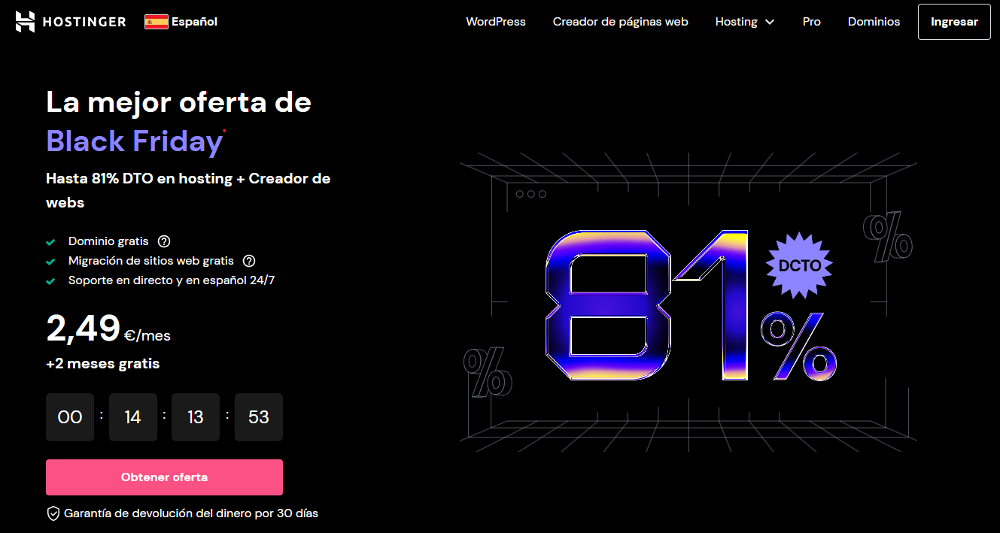 HOSTINGER
Español
WordPress
Creador de páginas web
Hosting
Pro
Dominios
Ingresar
La mejor oferta de
Black Friday
Hasta 81% DTO en hosting + Creador de
webs
Dominio gratis ?
Migración de sitios web gratis ?
Soporte en directo y en español 24/7
2,49 €/mes
+2 meses gratis
00 : 14 : 13 : 53
Obtener oferta
Garantía de devolución del dinero por 30 días
81%
DCTO
%
%